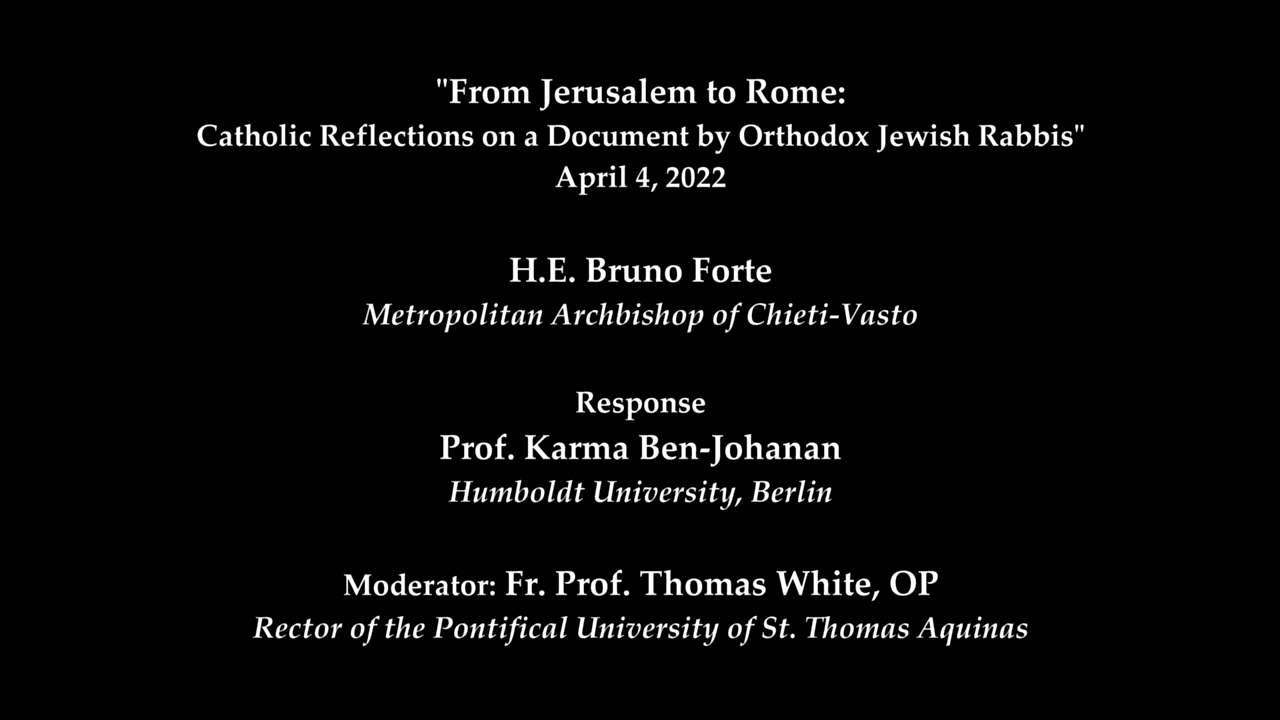 "From Jerusalem to Rome:
Catholic Reflections on a Document by Orthodox Jewish Rabbis"
April 4, 2022
H.E. Bruno Forte
Metropolitan Archbishop of Chieti-Vasto
Response
Prof. Karma Ben-Johanan
Humboldt University, Berlin
Moderator: Fr. Prof. Thomas White, OP
Rector of the Pontifical University of St. Thomas Aquinas